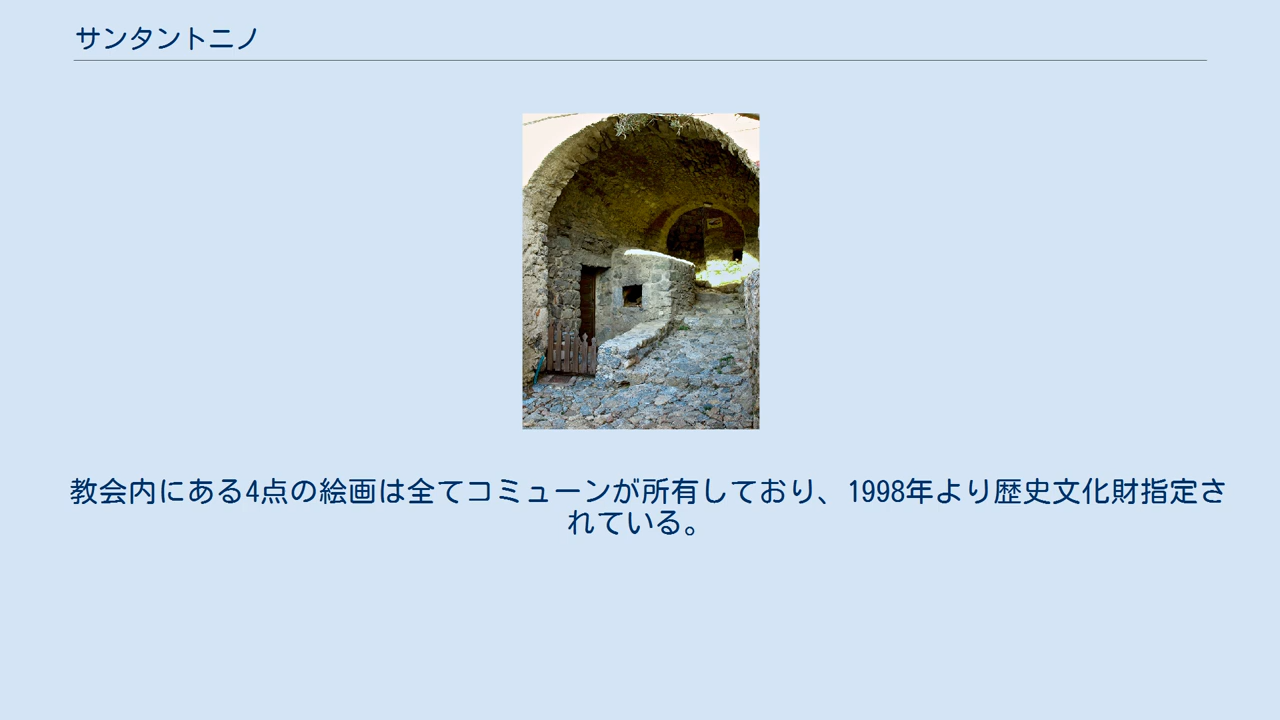 サンタントニノ
教会内にある4点の絵画は全てコミューンが所有しており、1998年より歴史文化財指定さ
れている。